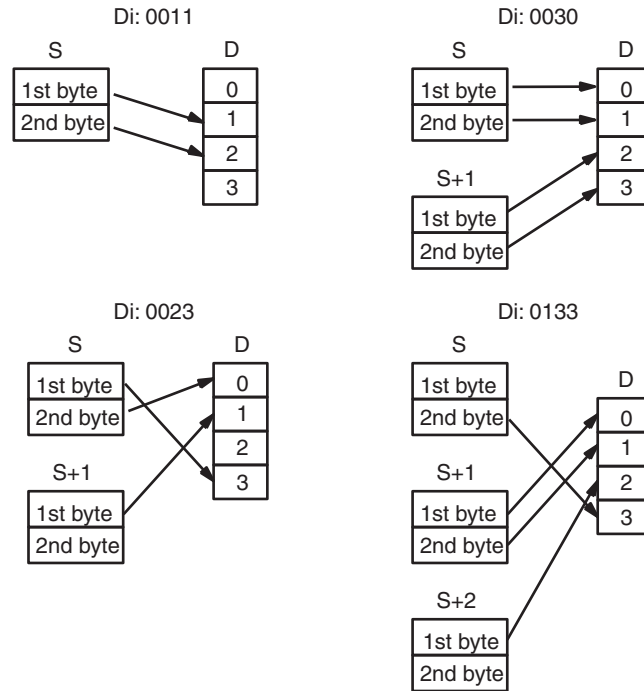 Di: 0011
S
D
1st byte
2nd byte
0
1
2
3
Di: 0030
S
D
1st byte
2nd byte
S+1
1st byte
2nd byte
0
1
2
3
Di: 0023
S
D
1st byte
2nd byte
S+1
1st byte
2nd byte
0
1
2
3
Di: 0133
S
D
1st byte
2nd byte
S+1
1st byte
2nd byte
S+2
1st byte
2nd byte
0
1
2
3